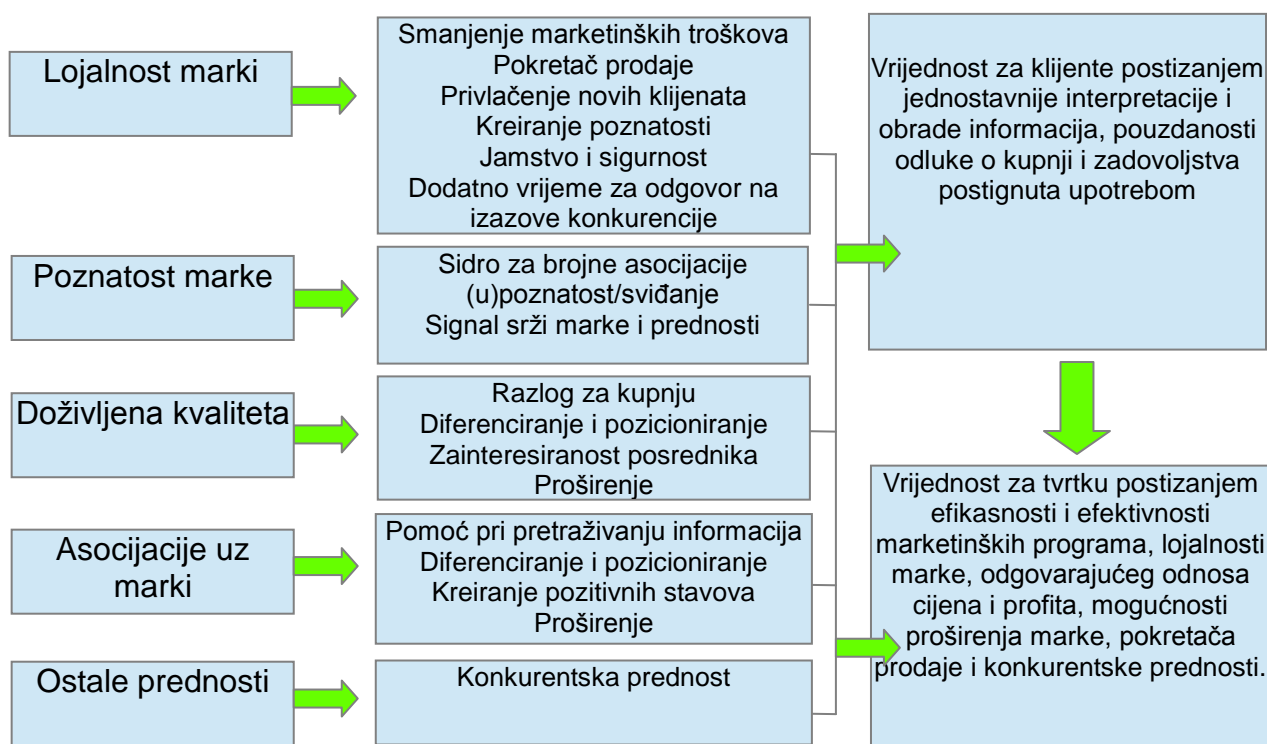 Lojalnost marki
Smanjenje marketinških troškova
Pokretač prodaje
Privlačenje novih klijenata
Kreiranje poznatosti
Jamstvo i sigurnost
Dodatno vrijeme za odgovor na
izazove konkurencije
Vrijednost za klijente postizanjem
jednostavnije interpretacije i
obrade informacija, pouzdanosti
odluke o kupnji i zadovoljstva
postignuta upotrebom
Poznatost marke
Sidro za brojne asocijacije
(u)poznatost/sviđanje
Signal srži marke i prednosti
Doživljena kvaliteta
Razlog za kupnju
Diferenciranje i pozicioniranje
Zainteresiranost posrednika
Proširenje
Asocijacije uz
marki
Pomoć pri pretraživanju informacija
Diferenciranje i pozicioniranje
Kreiranje pozitivnih stavova
Proširenje
Vrijednost za tvrtku postizanjem
efikasnosti i efektivnosti
marketinških programa, lojalnosti
marke, odgovarajućeg odnosa
cijena i profita, mogućnosti
proširenja marke, pokretača
prodaje i konkurentske prednosti.
Ostale prednosti
Konkurentska prednost